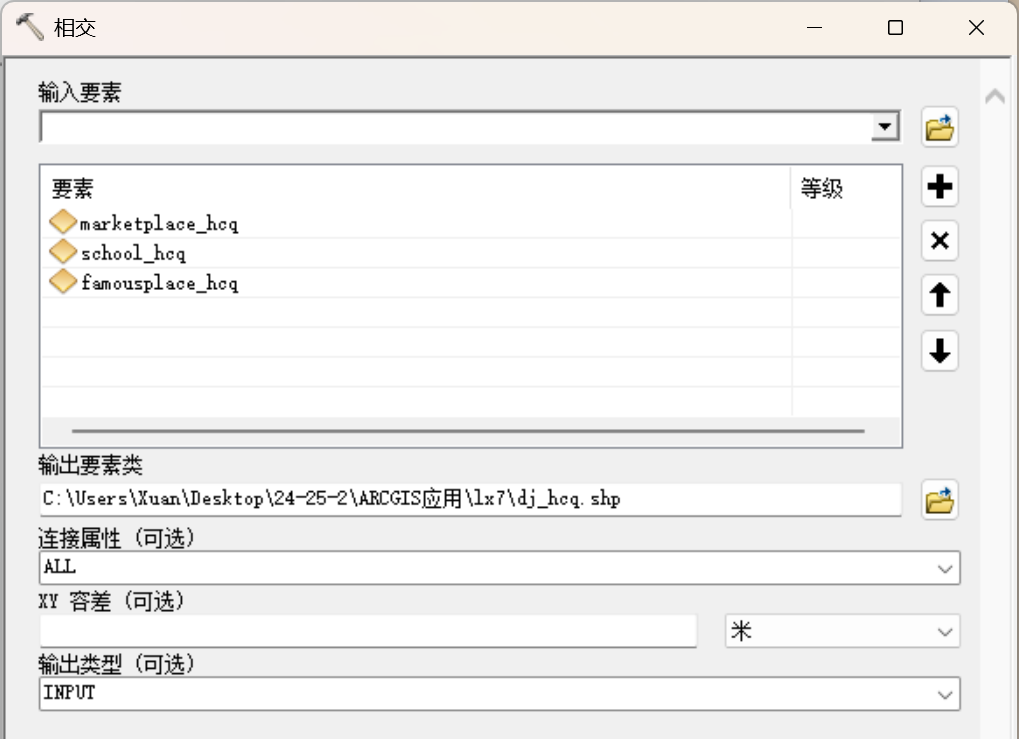 相交
输入要素
要素 等级
marketplace_hcq
school_hcq
famousplace_hcq
输出要素类
C:\Users\Xuan\Desktop\24-25-2\ARCGIS应用\lx7\dj_hcq.shp
连接属性 (可选)
ALL
XY 容差 (可选)
米
输出类型 (可选)
INPUT